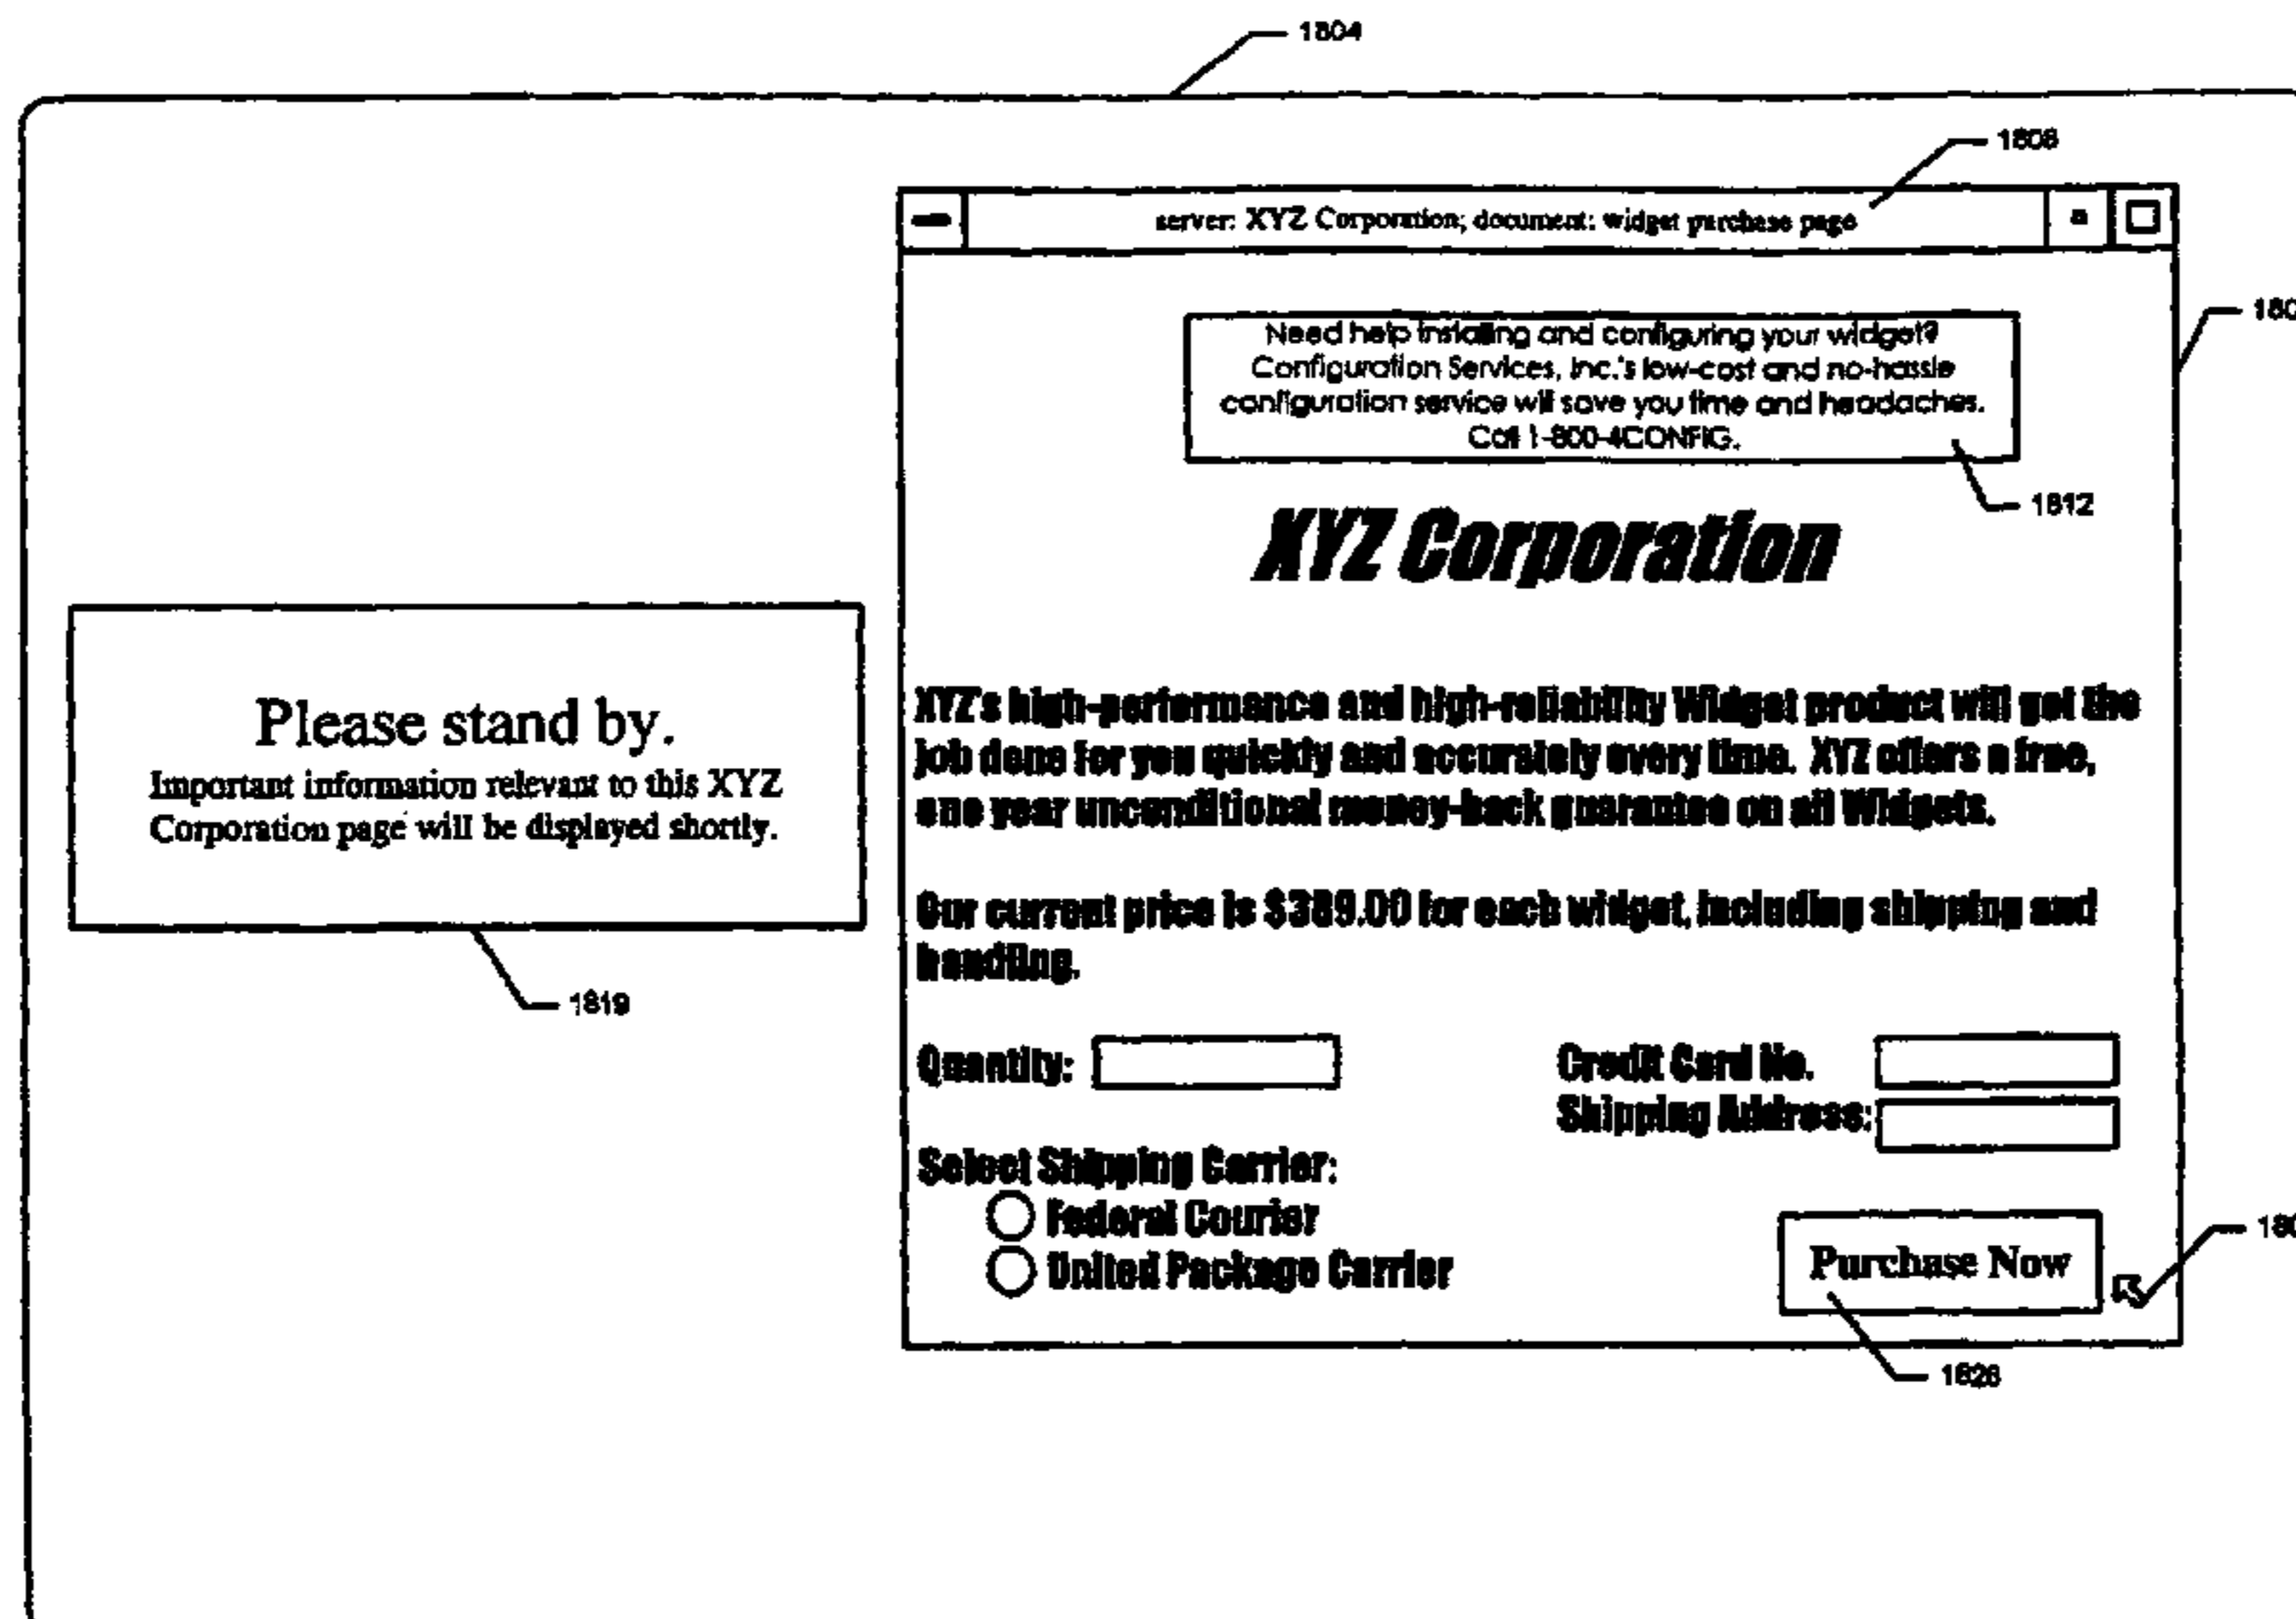 1804
1808
server: XYZ Corporation; document: widget purchase page
180
Need help installing and configuring your widget?
Configuration Services, Inc.'s low-cost and no-hassle
configuration service will save you time and headaches.
Call 1-800-4CONFIG.
1812
XYZ Corporation
Please stand by.
Important information relevant to this XYZ
Corporation page will be displayed shortly.
1819
XYZ's high-performance and high-reliability Widget product will get the
job done for you quickly and accurately every time. XYZ offers a free,
one year unconditional money-back guarantee on all Widgets.
Our current price is $389.00 for each widget, including shipping and
handling.
Quantity:
Credit Card No.
Shipping Address:
Select Shipping Carrier:
Federal Courier
United Package Carrier
Purchase Now
180